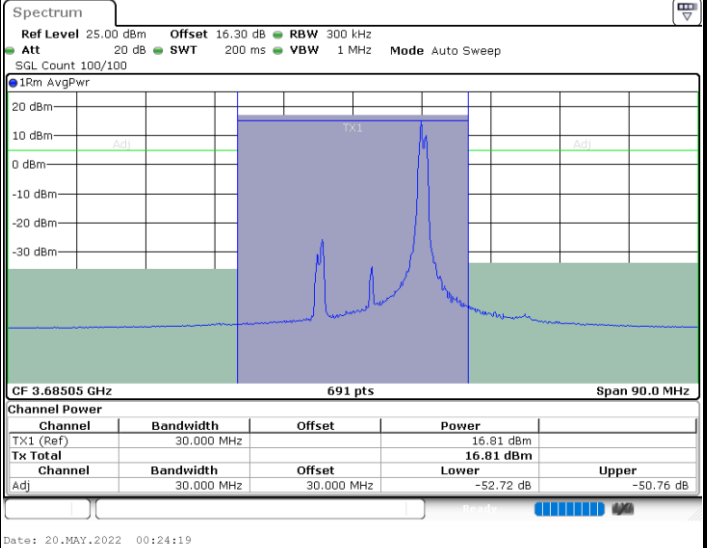 Spectrum
Ref Level 25.00 dBm Offset 16.30 dB RBW 300 kHz
Att 20 dB SWT 200 ms VBW 1 MHz Mode Auto Sweep
SGL Count 100/100
1Rm AvgPwr
20 dBm
TX1
10 dBm
Adj Adj
0 dBm
-10 dBm
-20 dBm
-30 dBm
CF 3.68505 GHz 691 pts Span 90.0 MHz
Channel Power
Channel Bandwidth Offset Power
TX1 (Ref) 30.000 MHz 16.81 dBm
Tx Total 16.81 dBm
Channel Bandwidth Offset Lower Upper
Adj 30.000 MHz 30.000 MHz -52.72 dB -50.76 dB
Ready
Date: 20.MAY.2022 00:24:19